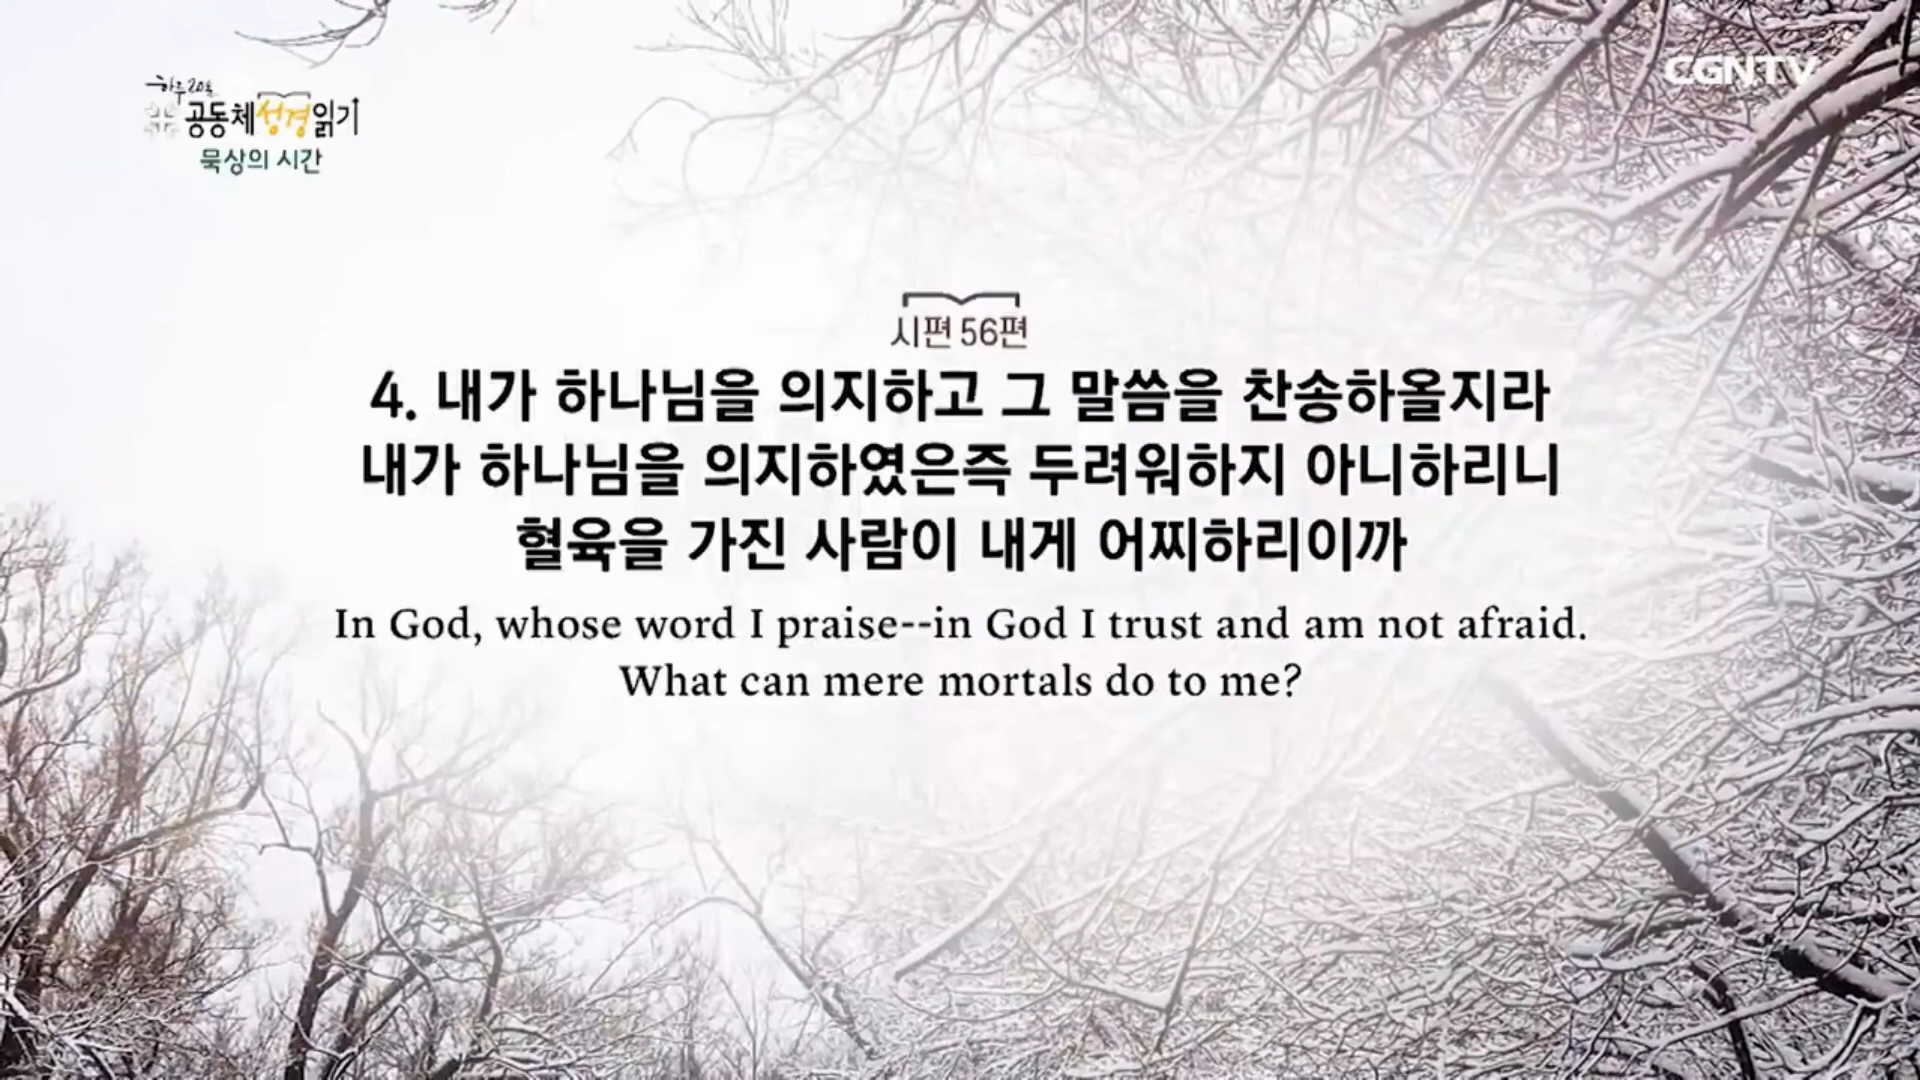 하루 20분
공동체성경읽기
묵상의 시간
CGNTV
시편 56편
4. 내가 하나님을 의지하고 그 말씀을 찬송하올지라
내가 하나님을 의지하였은즉 두려워하지 아니하리니
혈육을 가진 사람이 내게 어찌하리이까
In God, whose word I praise--in God I trust and am not afraid.
What can mere mortals do to me?